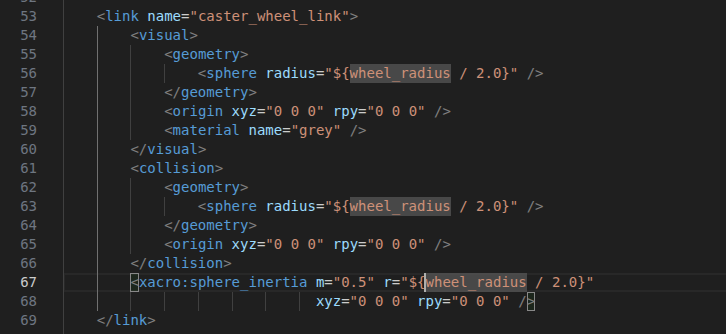 53 <link name="caster_wheel_link">
54 <visual>
55 <geometry>
56 <sphere radius="${wheel_radius / 2.0}" />
57 </geometry>
58 <origin xyz="0 0 0" rpy="0 0 0" />
59 <material name="grey" />
60 </visual>
61 <collision>
62 <geometry>
63 <sphere radius="${wheel_radius / 2.0}" />
64 </geometry>
65 <origin xyz="0 0 0" rpy="0 0 0" />
66 </collision>
67 <xacro:sphere_inertia m="0.5" r="${wheel_radius / 2.0}"
68 xyz="0 0 0" rpy="0 0 0" />
69 </link>